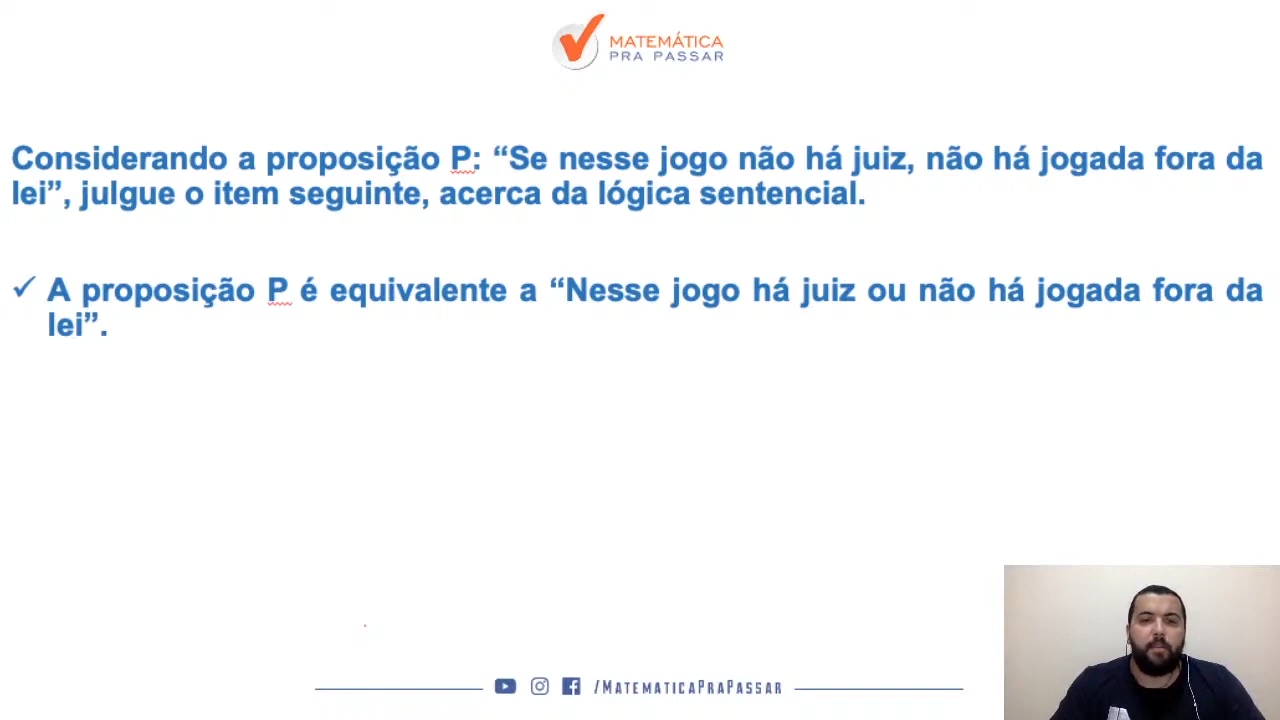 MATEMÁTICA
PRA PASSAR
Considerando a proposição P: “Se nesse jogo não há juiz, não há jogada fora da
lei”, julgue o item seguinte, acerca da lógica sentencial.
✓ A proposição P é equivalente a “Nesse jogo há juiz ou não há jogada fora da
lei”.
/MATEMATICAPRAPASSAR